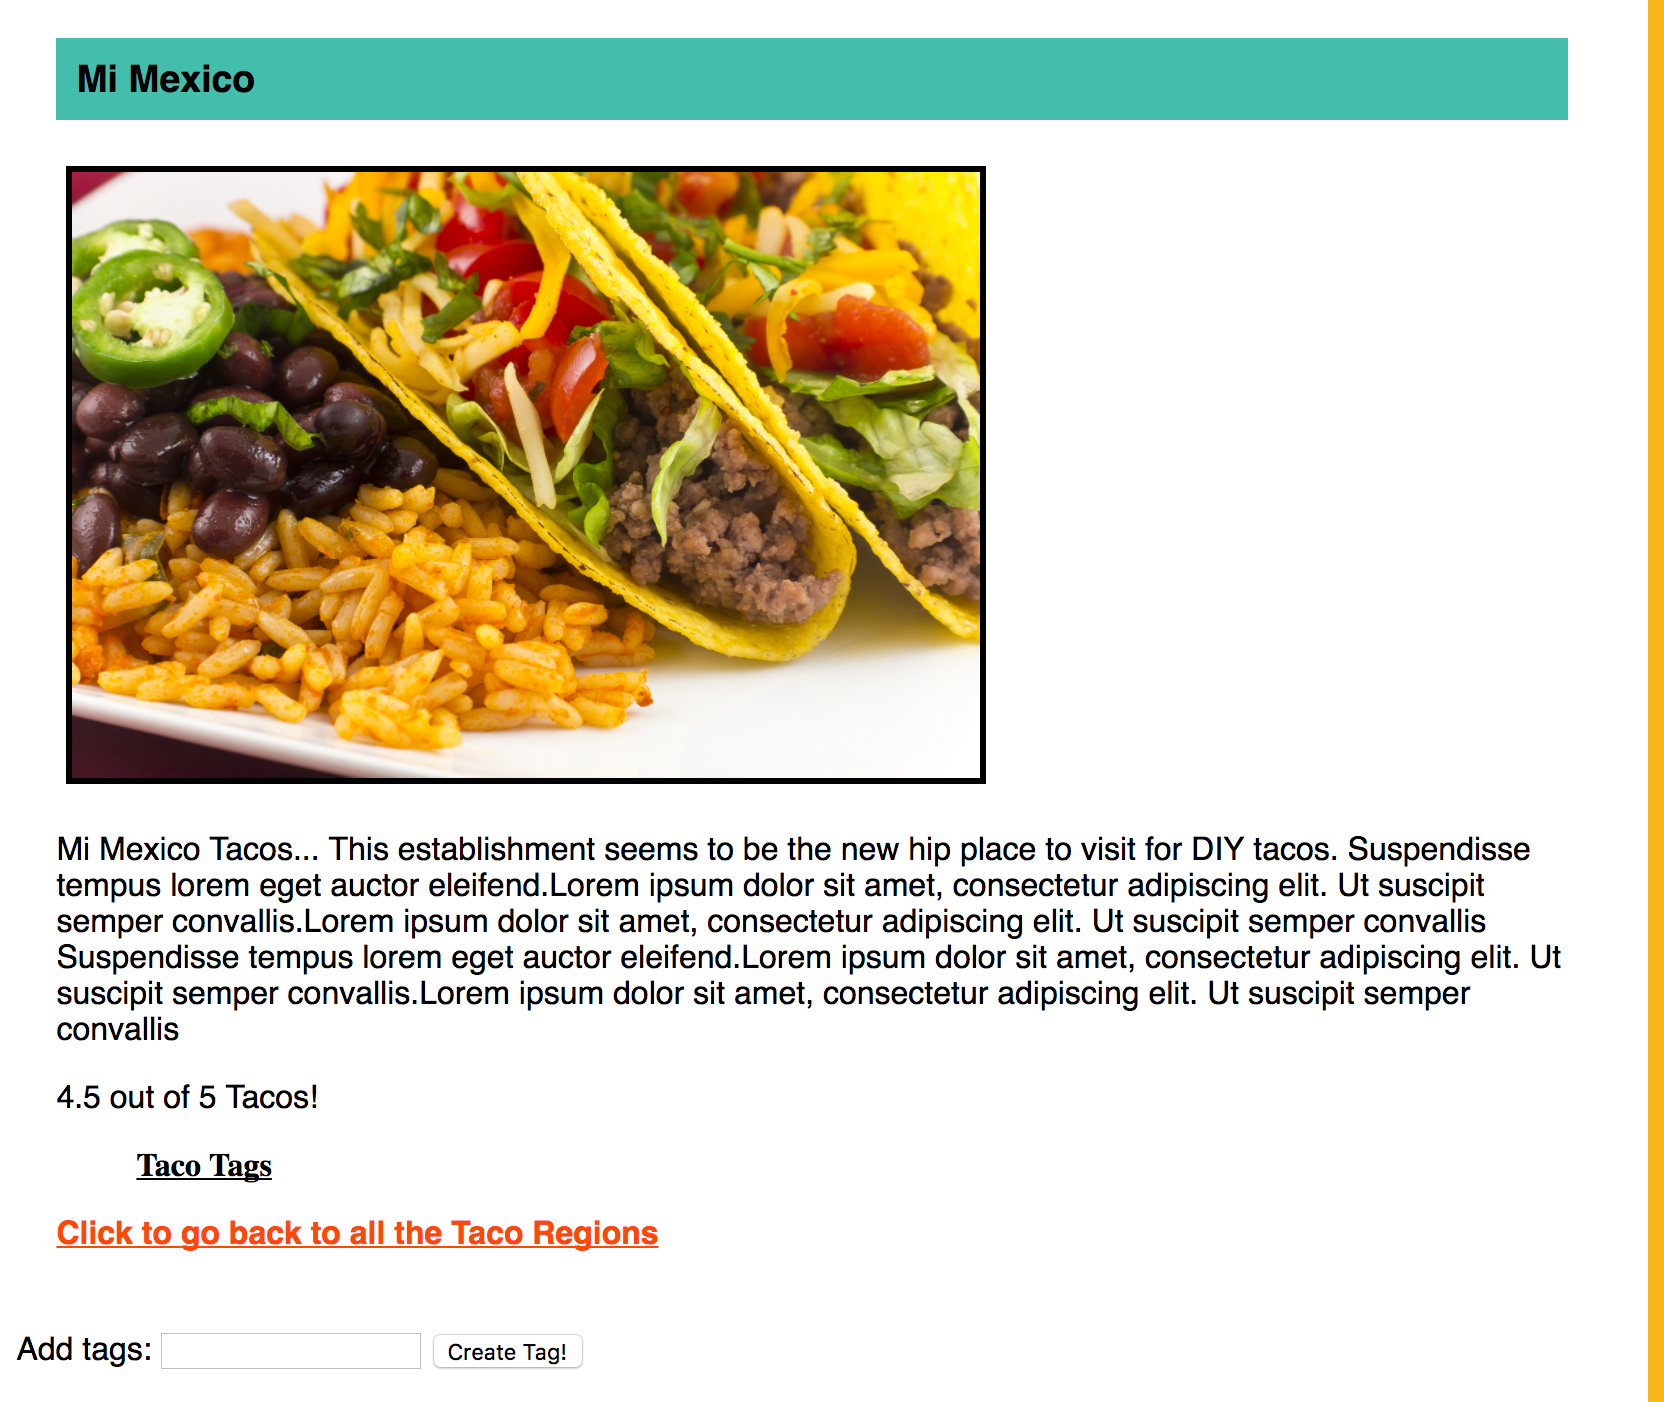 Mi Mexico
Mi Mexico Tacos... This establishment seems to be the new hip place to visit for DIY tacos. Suspendisse
tempus lorem eget auctor eleifend.Lorem ipsum dolor sit amet, consectetur adipiscing elit. Ut suscipit
semper convallis.Lorem ipsum dolor sit amet, consectetur adipiscing elit. Ut suscipit semper convallis
Suspendisse tempus lorem eget auctor eleifend.Lorem ipsum dolor sit amet, consectetur adipiscing elit. Ut
suscipit semper convallis.Lorem ipsum dolor sit amet, consectetur adipiscing elit. Ut suscipit semper
convallis
4.5 out of 5 Tacos!
Taco Tags
Click to go back to all the Taco Regions
Add tags: Create Tag!